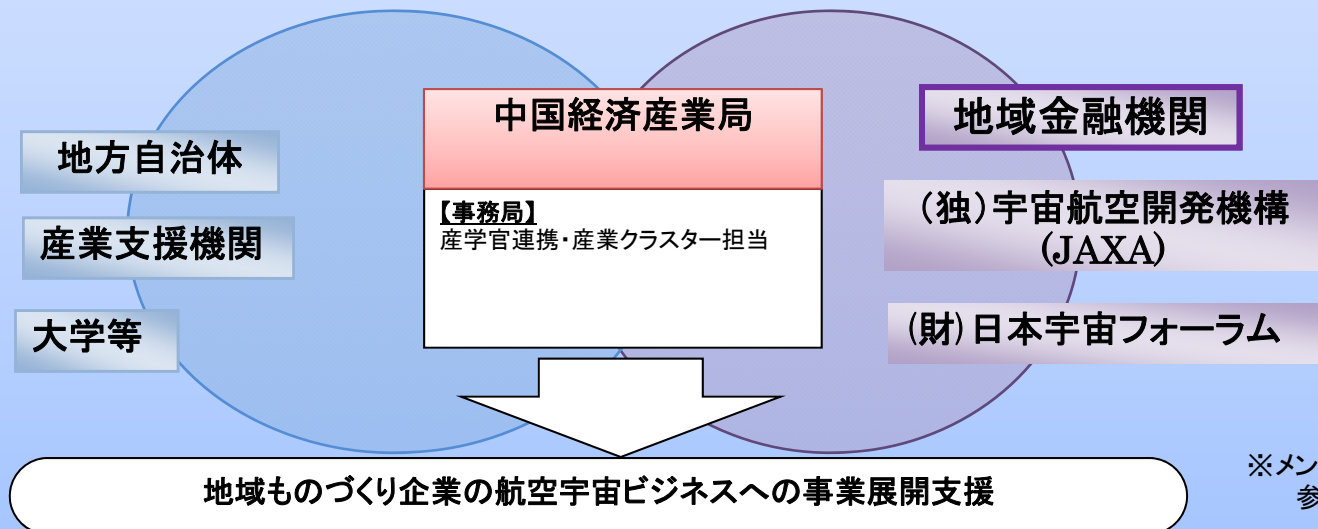 中国経済産業局
【事務局】
産学官連携・産業クラスター担当
地方自治体
産業支援機関
大学等
地域金融機関
（独）宇宙航空開発機構
(JAXA)
(財)日本宇宙フォーラム
地域ものづくり企業の航空宇宙ビジネスへの事業展開支援
※メン
参